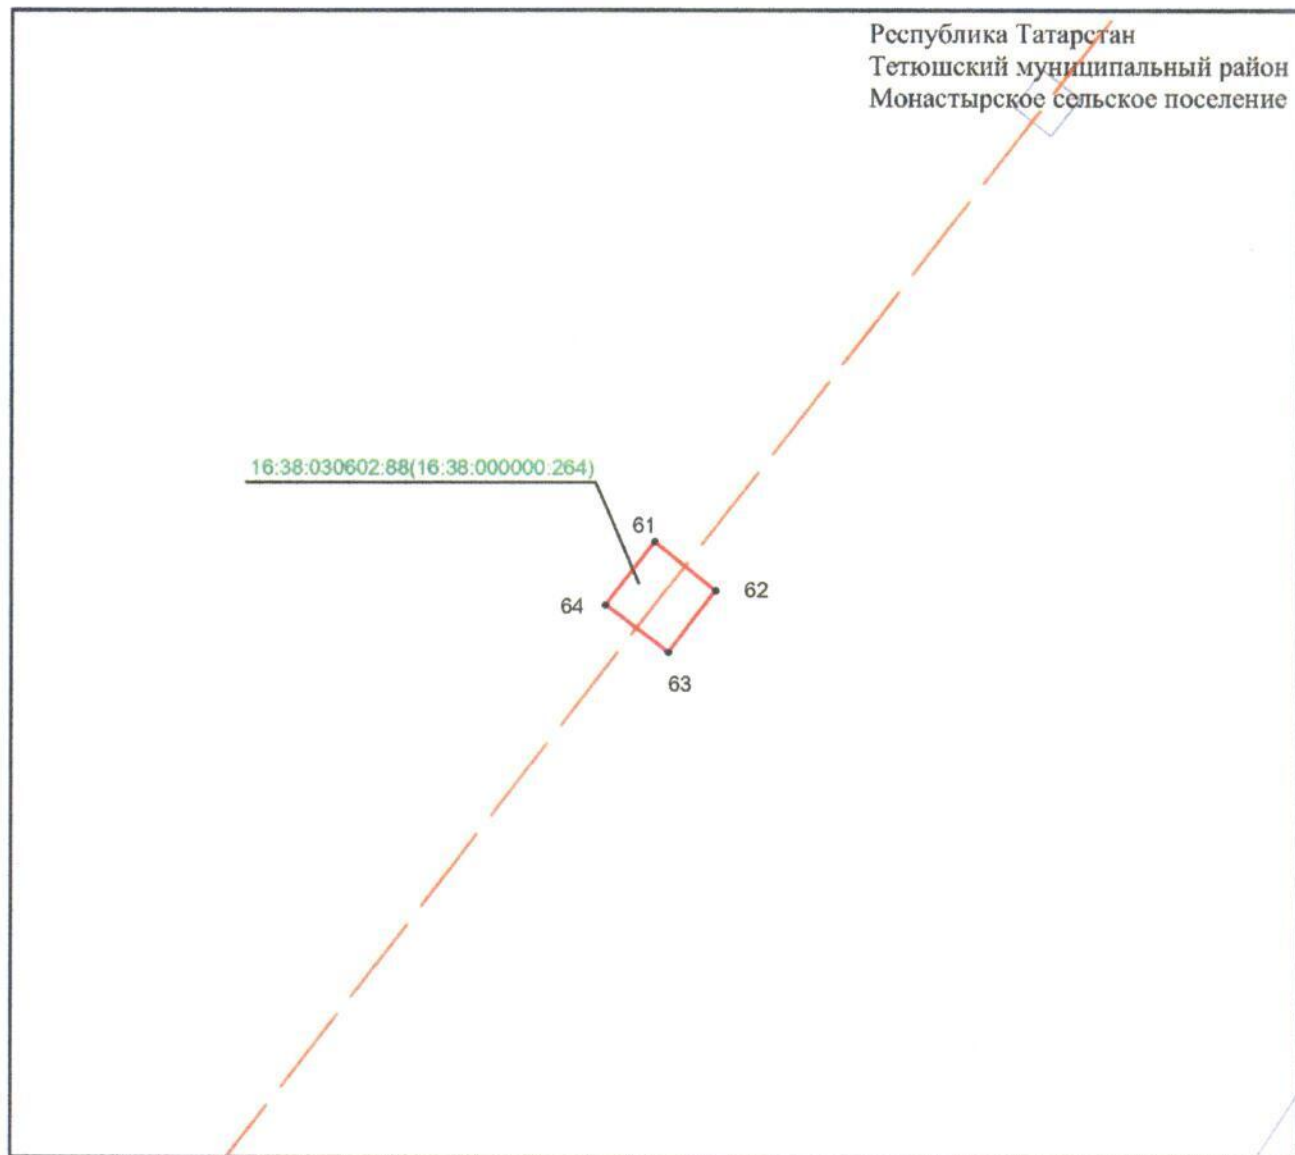 Республика Татарстан
Тетюшский муниципальный район
Монастырское сельское поселение
16:38:030602:88(16:38:000000:264)
61
62
64
63